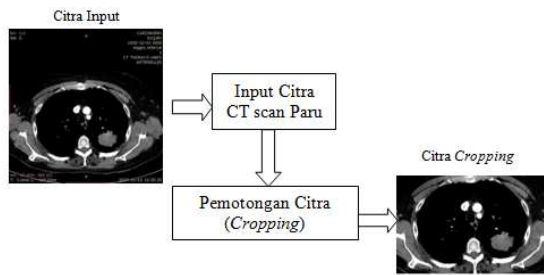 Citra Input
Input Citra
CT scan Paru
Citra Cropping
Pemotongan Citra
(Cropping)